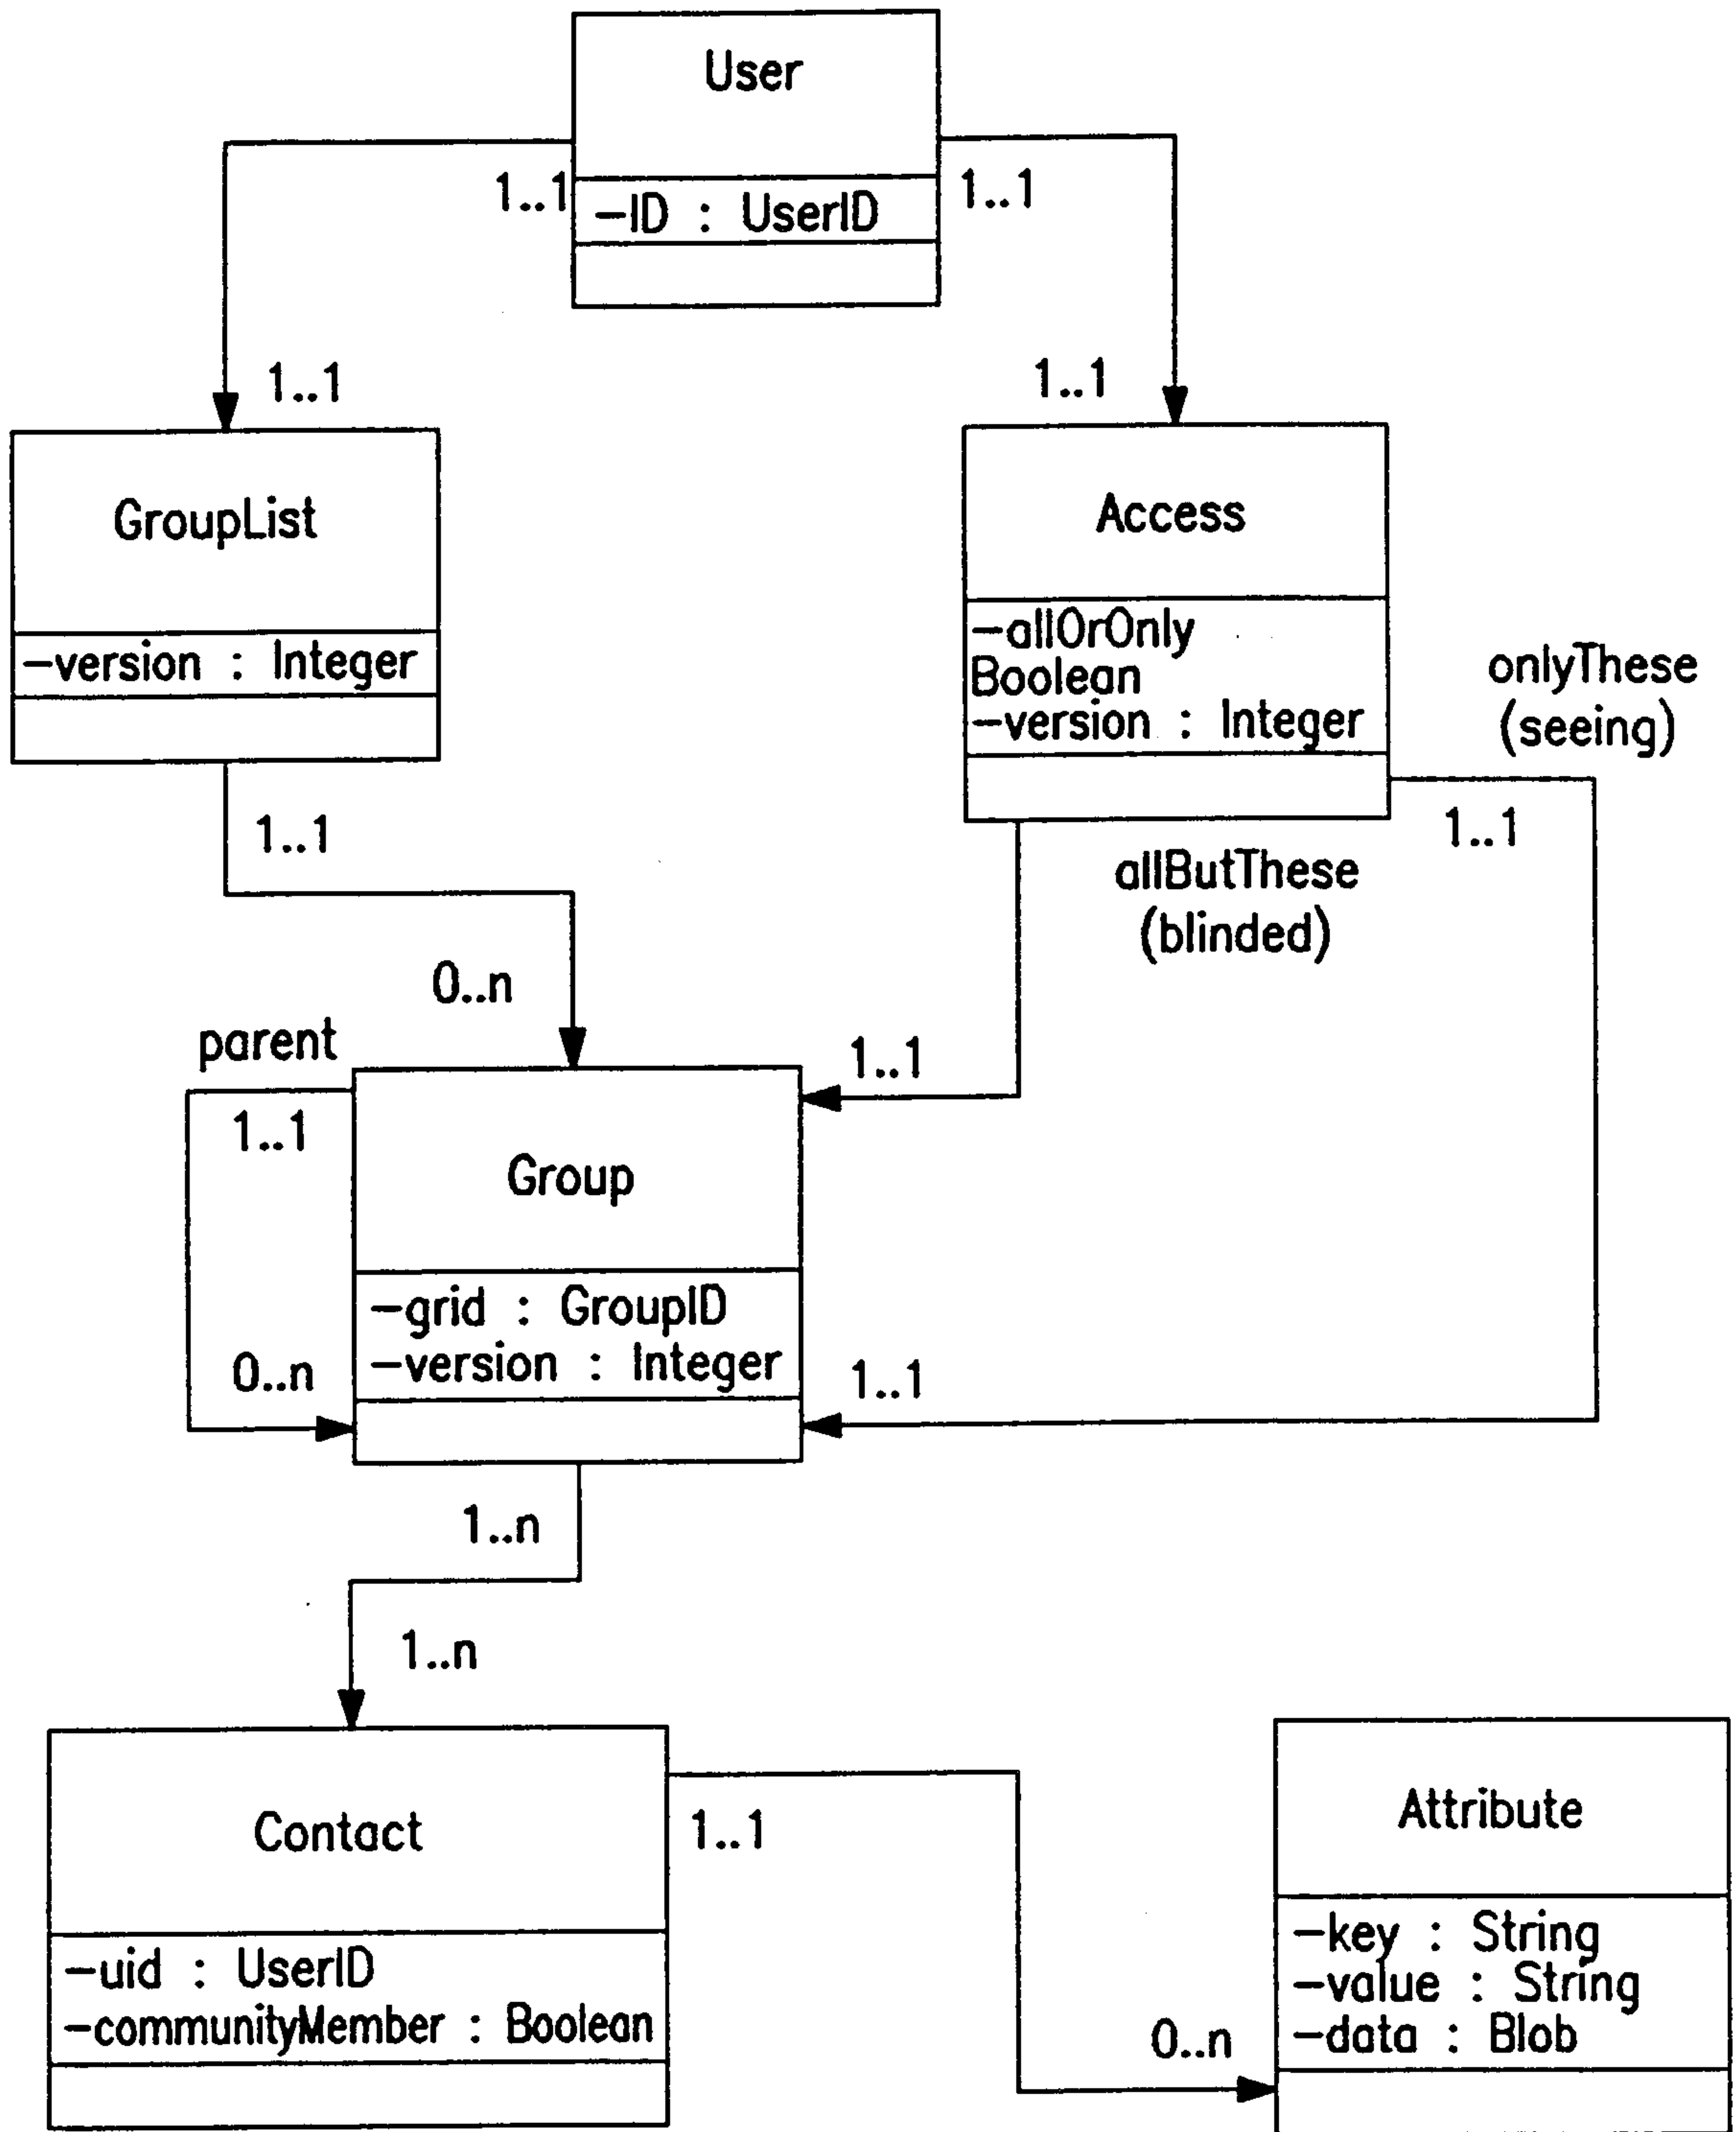 User
1..1
-ID : UserID
1..1
1..1
1..1
GroupList
-version : Integer
Access
-allOrOnly
Boolean
-version : Integer
onlyThese
(seeing)
1..1
1..1
allButThese
(blinded)
0..n
parent
1..1
1..1
Group
-grid : GroupID
-version : Integer
0..n
1..1
1..n
1..n
Contact
-uid : UserID
-communityMember : Boolean
1..1
Attribute
-key : String
-value : String
-data : Blob
0..n